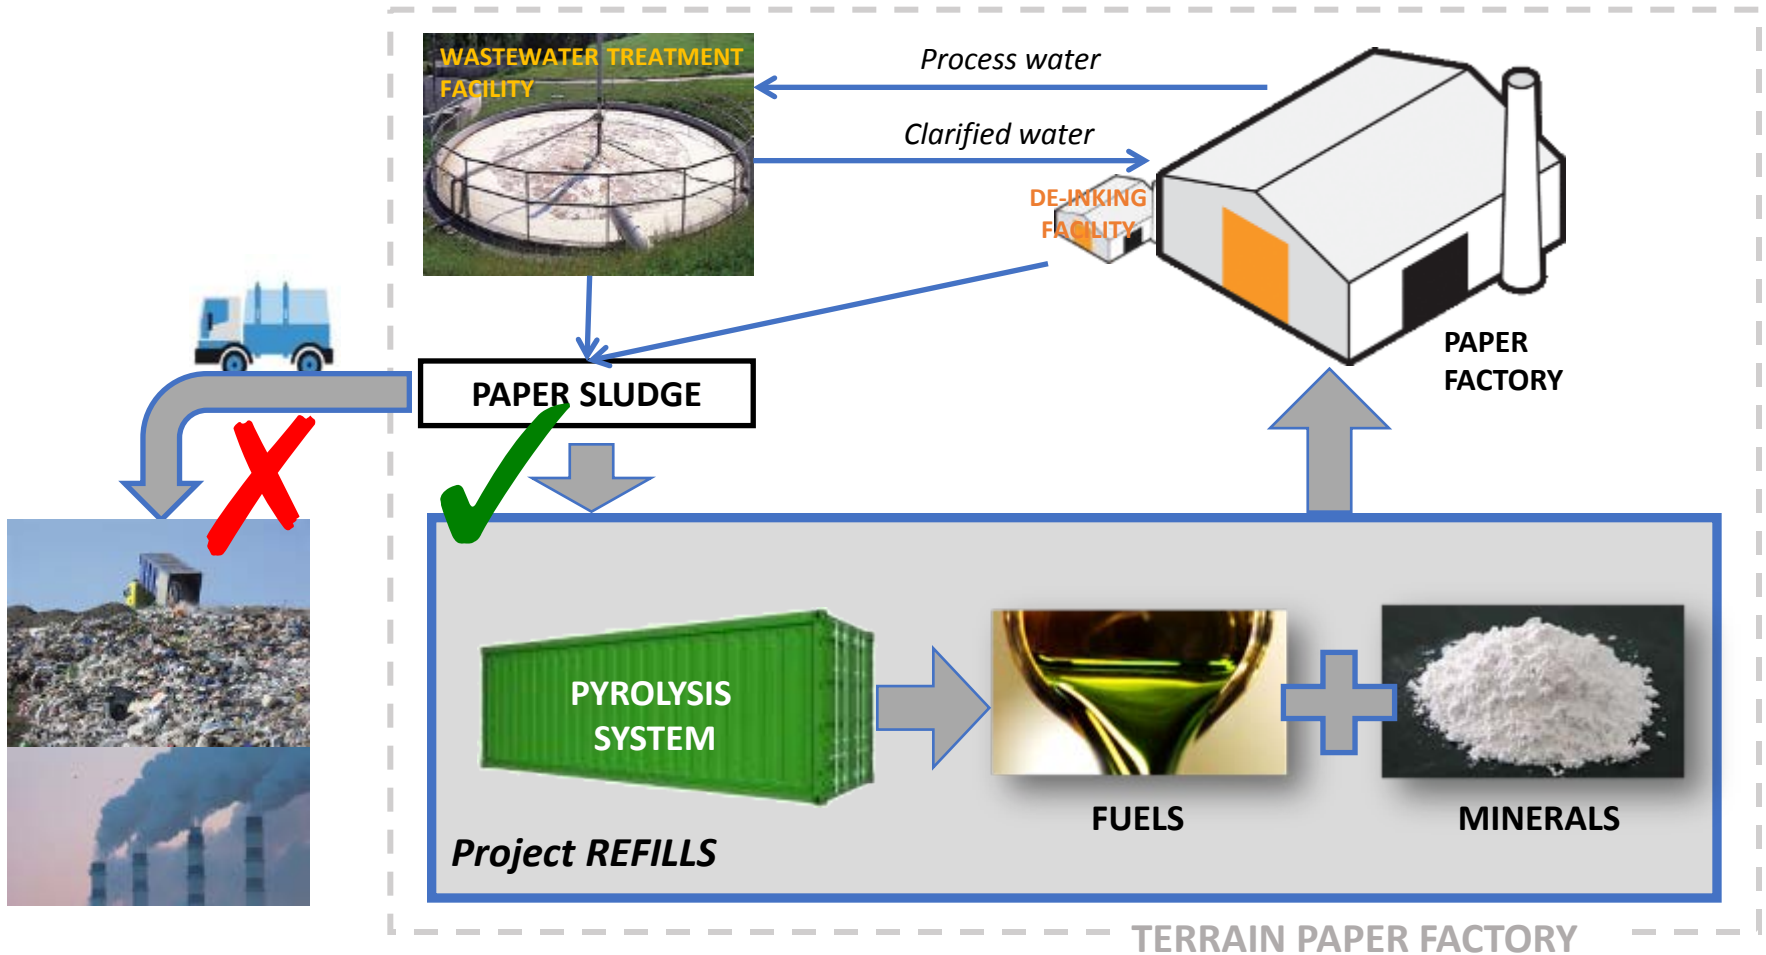 WASTEWATER TREATMENT
FACILITY
Process water
Clarified water
DE-INKING
FACILITY
PAPER
FACTORY
PAPER SLUDGE
PYROLYSIS
SYSTEM
FUELS
MINERALS
Project REFILLS
TERRAIN PAPER FACTORY